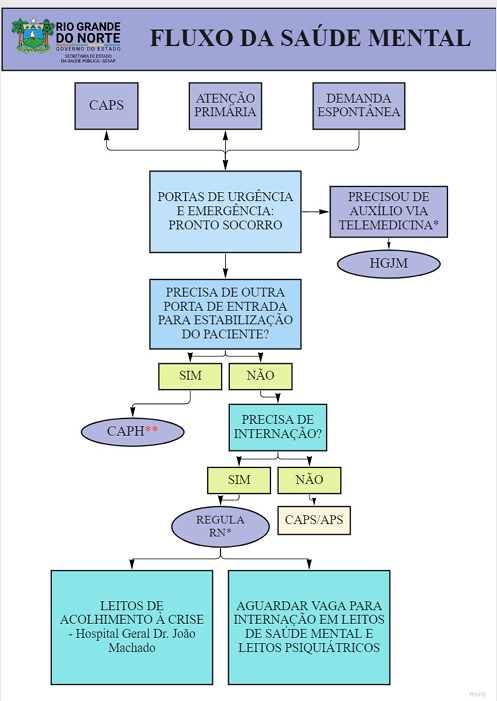 RIO GRANDE
DO NORTE
GOVERNO DO ESTADO
SECRETARIA DE ESTADO
DA SAÚDE PÚBLICA - SESAP
FLUXO DA SAÚDE MENTAL
CAPS
ATENÇÃO
PRIMÁRIA
DEMANDA
ESPONTÂNEA
PORTAS DE URGÊNCIA
E EMERGÊNCIA:
PRONTO SOCORRO
PRECISOU DE
AUXÍLIO VIA
TELEMEDICINA*
HGJM
PRECISA DE OUTRA
PORTA DE ENTRADA
PARA ESTABILIZAÇÃO
DO PACIENTE?
SIM
NÃO
CAPH**
PRECISA DE
INTERNAÇÃO?
SIM
NÃO
REGULA
RN*
CAPS/APS
LEITOS DE
ACOLHIMENTO À CRISE
- Hospital Geral Dr. João
Machado
AGUARDAR VAGA PARA
INTERNAÇÃO EM LEITOS
DE SAÚDE MENTAL E
LEITOS PSIQUIÁTRICOS
miro